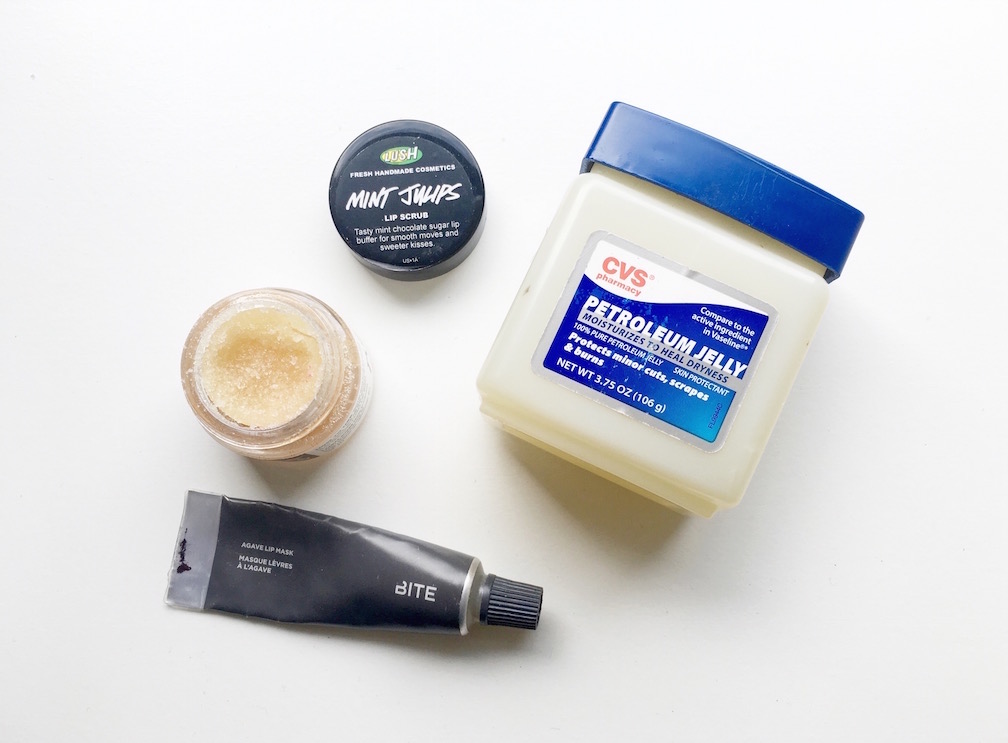 LUSH
FRESH HANDMADE COSMETICS
MINT JULIPS
LIP SCRUB
Tasty mint chocolate sugar lip
buffer for smooth moves and
sweeter kisses
US•1A
CVS®
pharmacy
Compare to the
active ingredient
in Vaseline®*
PETROLEUM JELLY
MOISTURIZES TO HEAL DRYNESS
100% PURE PETROLEUM JELLY SKIN PROTECTANT
Protects minor cuts, scrapes
& burns
NET WT 3.75 OZ (106 g)
AGAVE LIP MASK
MASQUE LÈVRES
À L'AGAVE
BITE